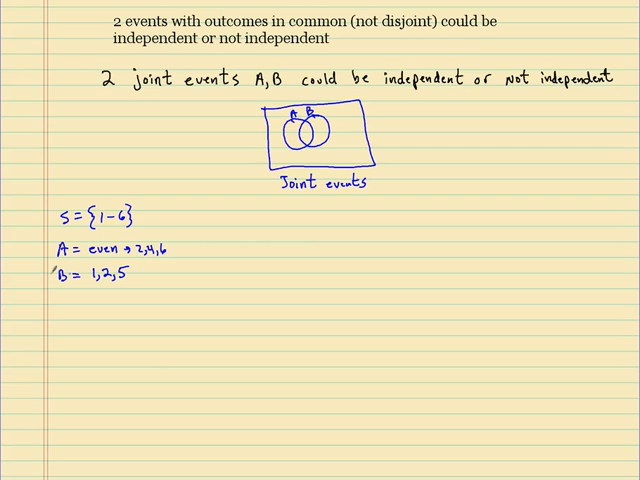 2 events with outcomes in common (not disjoint) could be
independent or not independent
2 joint events A,B could be independent or not independent
A B
Joint events
S = {1-6}
A = even → 2,4,6
B = 1,2,5